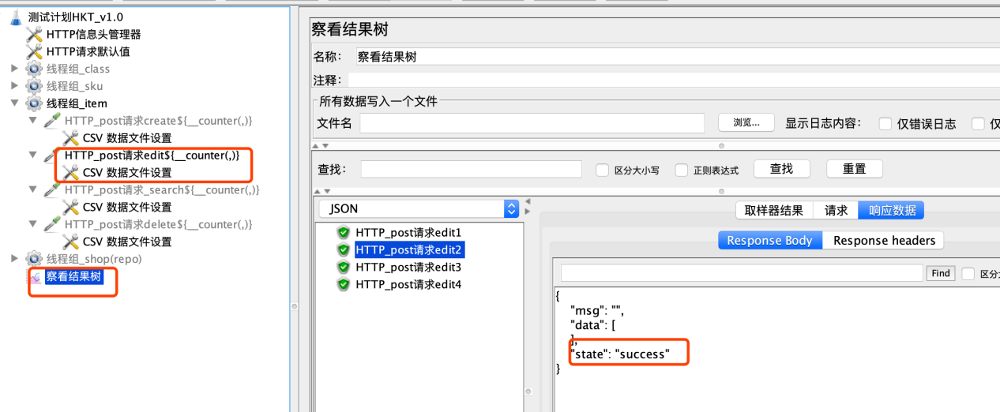 测试计划HKT_v1.0
HTTP信息头管理器
HTTP请求默认值
线程组_class
线程组_sku
线程组_item
HTTP_post请求create${__counter(,)}
CSV 数据文件设置
HTTP_post请求edit${__counter(,)}
CSV 数据文件设置
HTTP_post请求_search${__counter(,)}
CSV 数据文件设置
HTTP_post请求delete${__counter(,)}
CSV 数据文件设置
线程组_shop(repo)
察看结果树
察看结果树
名称： 察看结果树
注释：
所有数据写入一个文件
文件名 浏览... 显示日志内容： 仅错误日志 仅
查找： 区分大小写 正则表达式 查找 重置
JSON
HTTP_post请求edit1
HTTP_post请求edit2
HTTP_post请求edit3
HTTP_post请求edit4
取样器结果 请求 响应数据
Response Body Response headers
Find 区分
{
"msg": "",
"data": [
],
"state": "success"
}